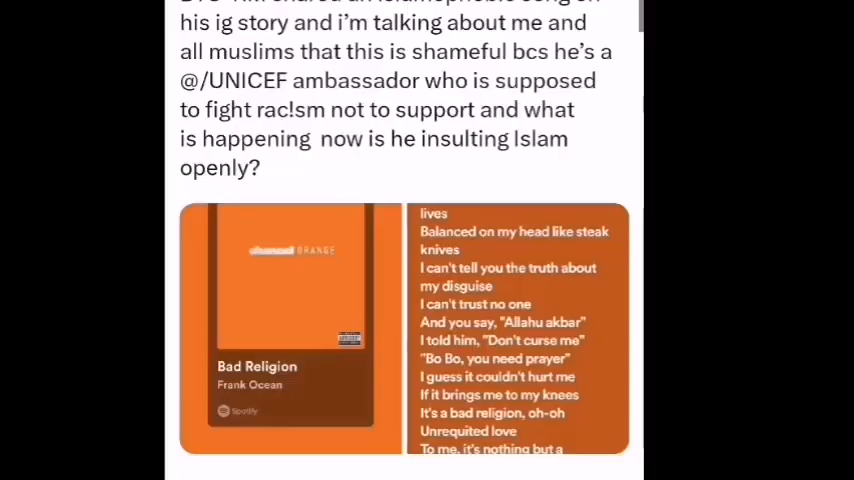 his ig story and i'm talking about me and
all muslims that this is shameful bcs he's a
@/UNICEF ambassador who is supposed
to fight rac!sm not to support and what
is happening  now is he insulting Islam
openly?
channel ORANGE
Bad Religion
Frank Ocean
Spotify
lives
Balanced on my head like steak
knives
I can't tell you the truth about
my disguise
I can't trust no one
And you say, "Allahu akbar"
I told him, "Don't curse me"
"Bo Bo, you need prayer"
I guess it couldn't hurt me
If it brings me to my knees
It's a bad religion, oh-oh
Unrequited love
To me, it's nothing but a